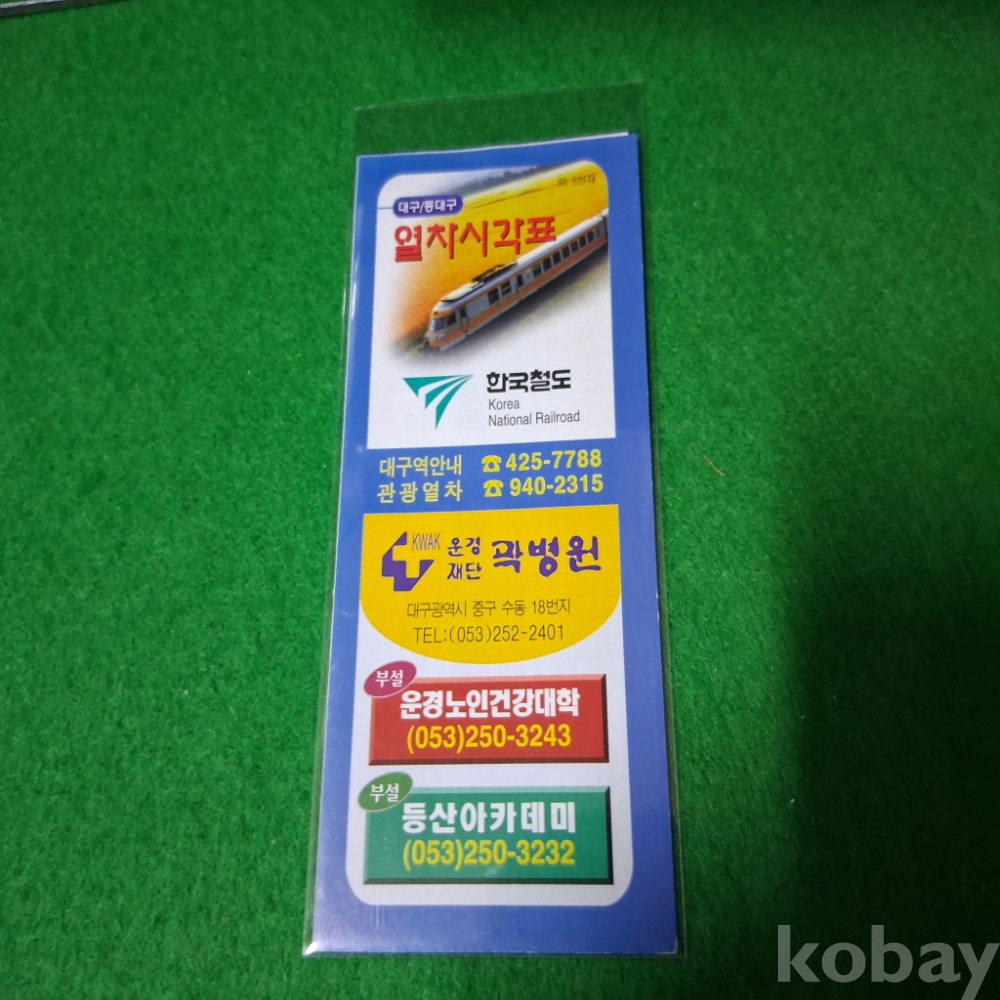 99. 6현재
대구/동대구
열차시각표
한국철도
Korea
National Railroad
대구역안내 ☎ 425-7788
관광열차 ☎ 940-2315
KWAK 운경
재단 곽병원
대구광역시 중구 수동 18번지
TEL:(053)252-2401
부설
운경노인건강대학
(053)250-3243
부설
등산아카데미
(053)250-3232
kobay